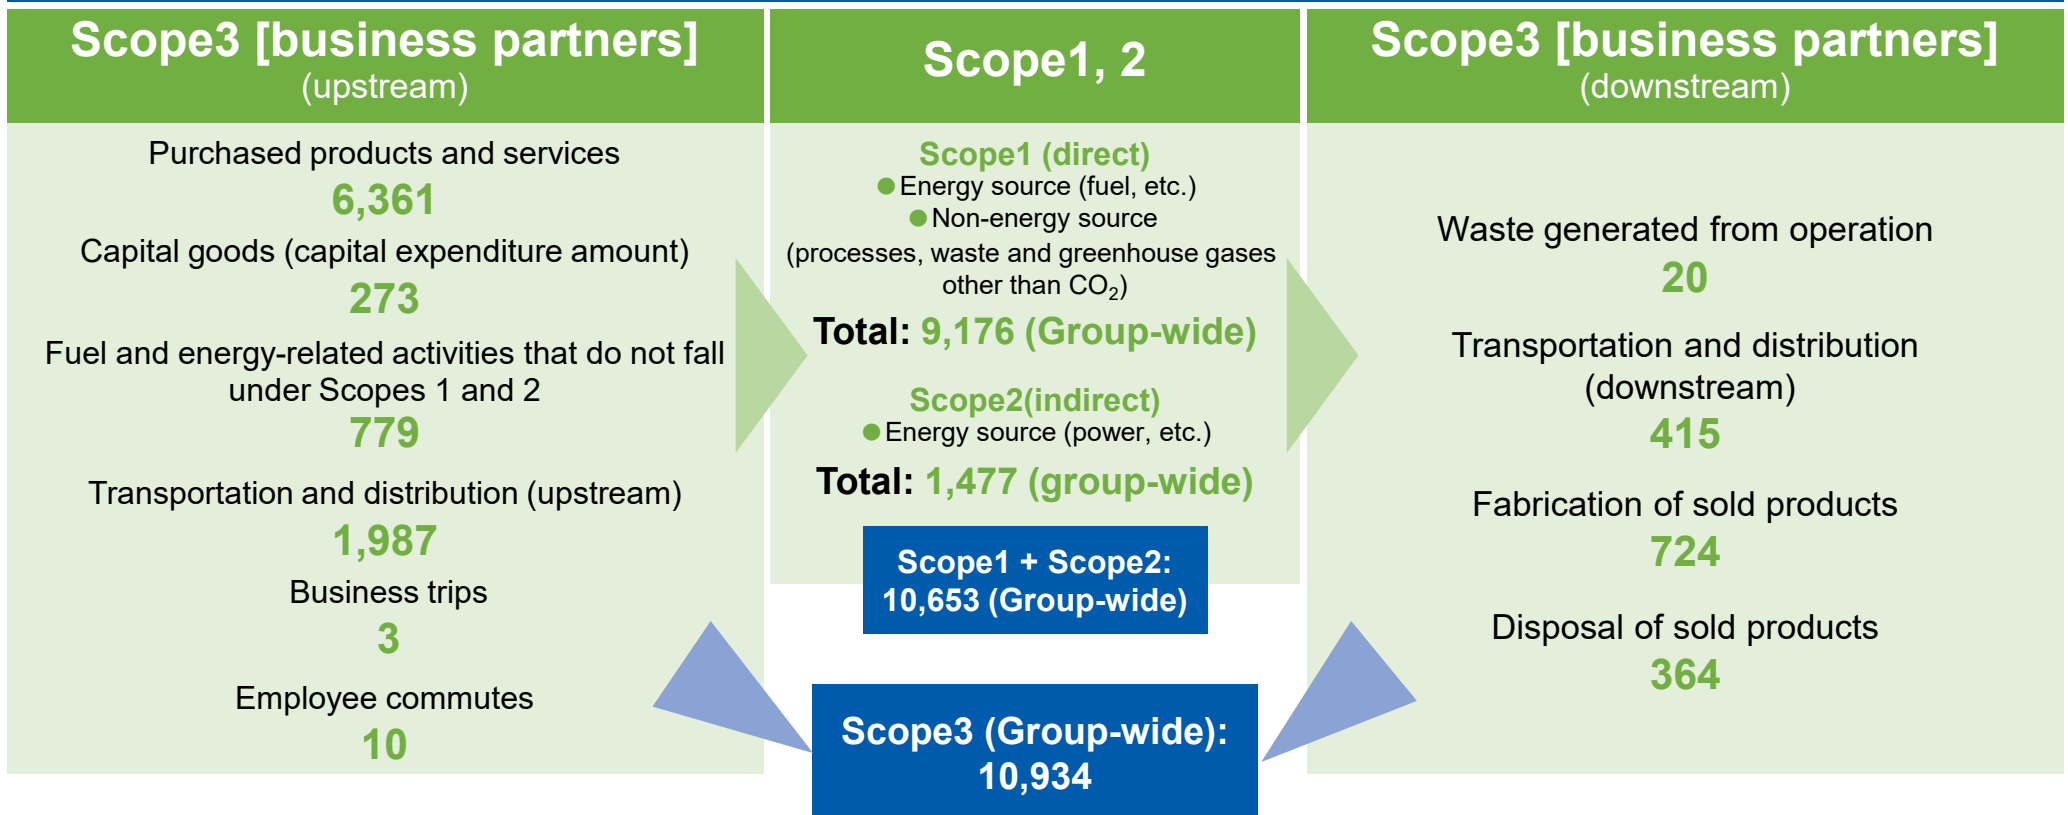 Scope3 [business partners]
(upstream)
Purchased products and services
6,361
Capital goods (capital expenditure amount)
273
Fuel and energy-related activities that do not fall
under Scopes 1 and 2
779
Transportation and distribution (upstream)
1,987
Business trips
3
Employee commutes
10
Scope1, 2
Scope1 (direct)
● Energy source (fuel, etc.)
● Non-energy source
(processes, waste and greenhouse gases
other than CO₂)
Total: 9,176 (Group-wide)
Scope2(indirect)
● Energy source (power, etc.)
Total: 1,477 (group-wide)
Scope1 + Scope2:
10,653 (Group-wide)
Scope3 (Group-wide):
10,934
Scope3 [business partners]
(downstream)
Waste generated from operation
20
Transportation and distribution
(downstream)
415
Fabrication of sold products
724
Disposal of sold products
364